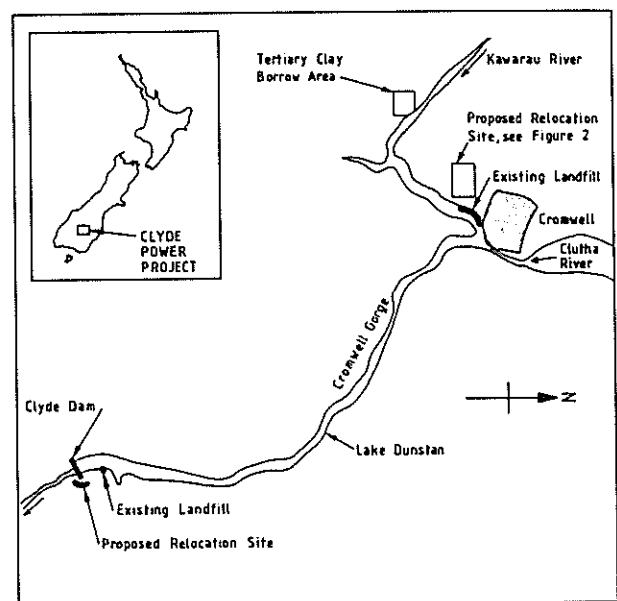 Tertiary Clay
Borrow Area
Kawarau River
Proposed Relocation
Site, see Figure 2
Existing Landfill
Cromwell
Clutha
River
CLYDE
POWER
PROJECT
Cromwell Gorge
N
Clyde Dam
Lake Dunstan
Existing Landfill
Proposed Relocation Site